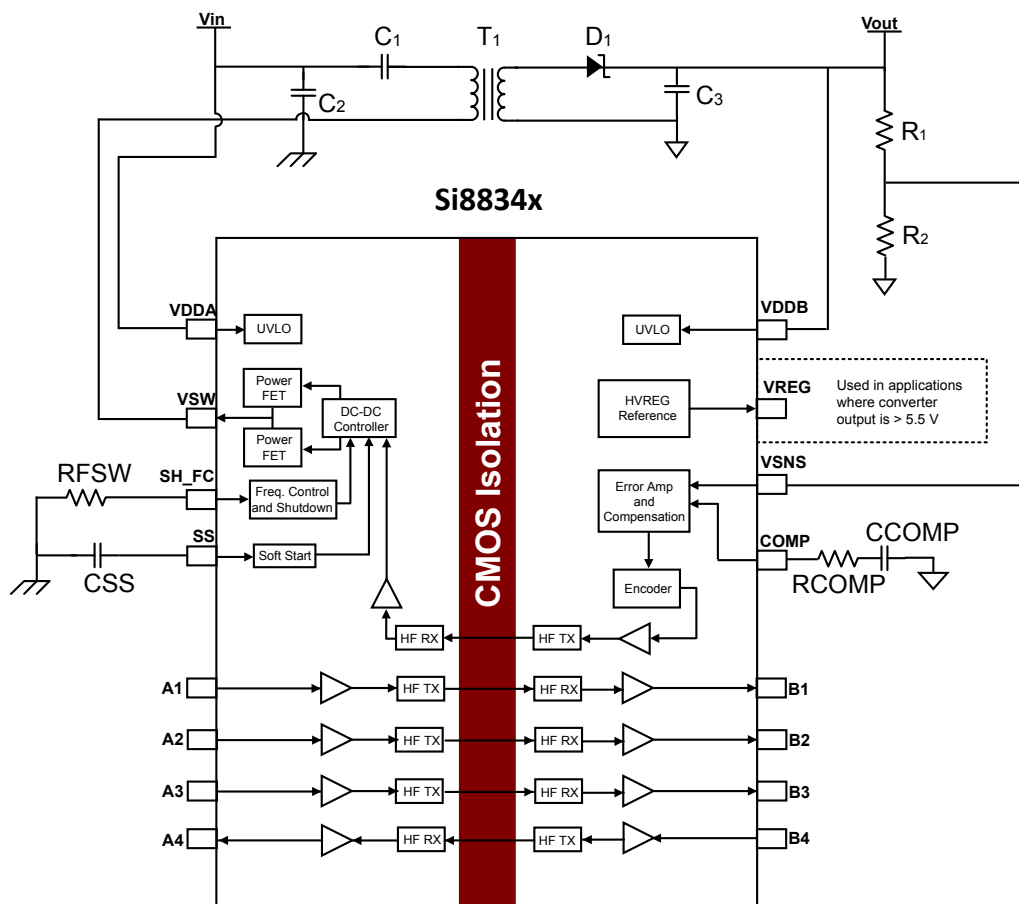 Vin
Vout
C1
T1
D1
C2
C3
R1
R2
Si8834x
VDDA
UVLO
UVLO
VDDB
VSW
Power
FET
Power
FET
DC-DC
Controller
HVREG
Reference
VREG
Used in applications
where converter
output is > 5.5 V
RFSW
SH_FC
Freq. Control
and Shutdown
Error Amp
and
Compensation
VSNS
CSS
SS
Soft Start
COMP
CCOMP
RCOMP
Encoder
CMOS Isolation
HF RX
HF TX
A1
HF TX
HF RX
B1
A2
HF TX
HF RX
B2
A3
HF TX
HF RX
B3
A4
HF RX
HF TX
B4